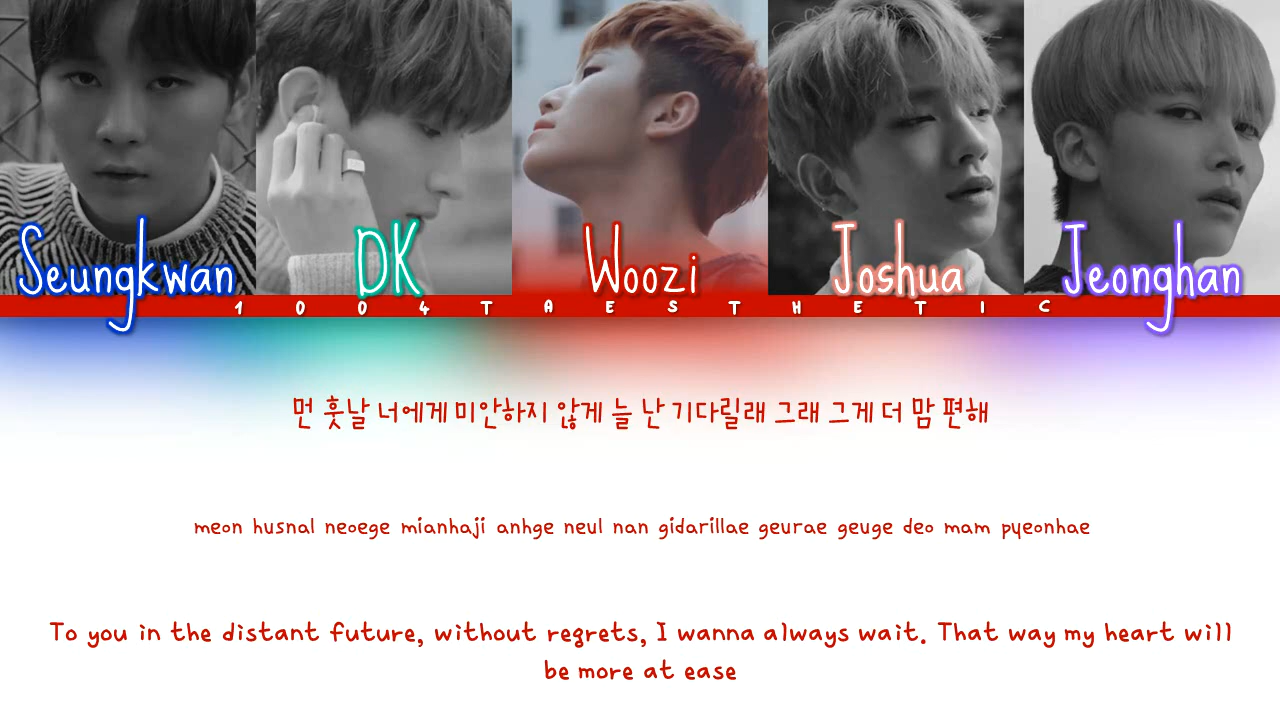 Seungkwan DK Woozi Joshua Jeonghan
1004TAESTHETIC
먼 훗날 너에게 미안하지 않게 늘 난 기다릴래 그래 그게 더 맘 편해
meon husnal neoege mianhaji anhge neul nan gidarillae geurae geuge deo mam pyeonhae
To you in the distant future, without regrets, I wanna always wait. That way my heart will
be more at ease